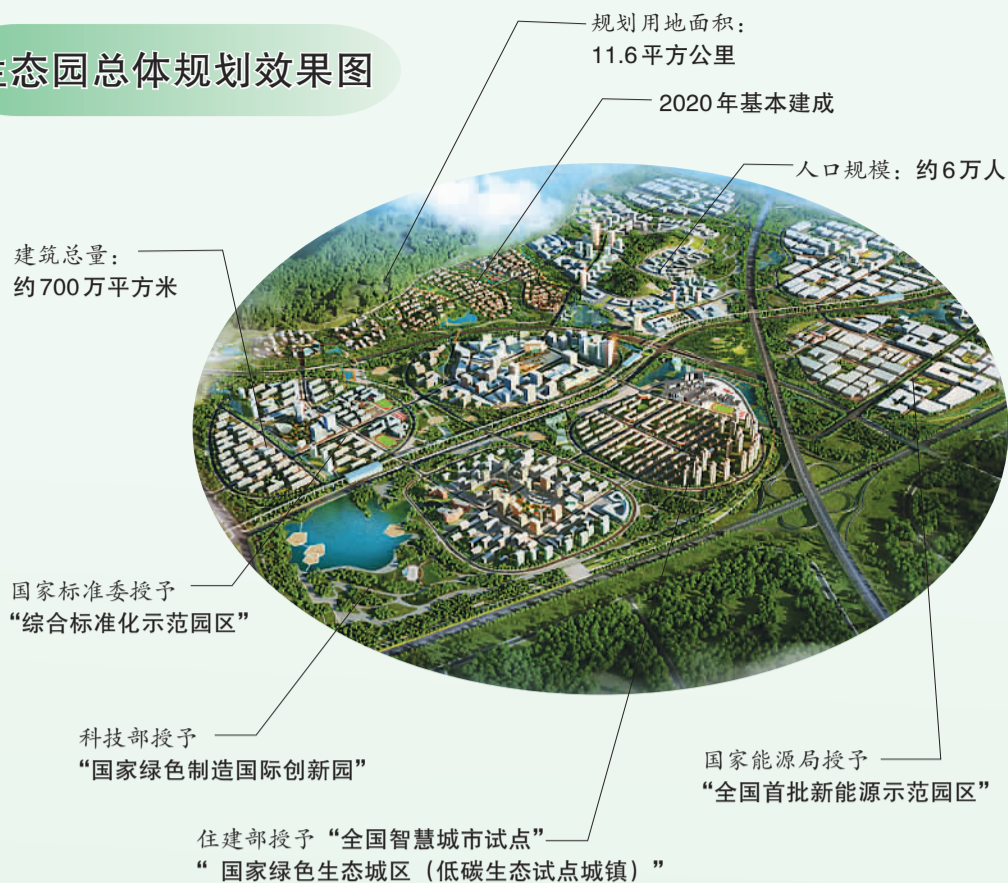 态园总体规划效果图
规划用地面积：
11.6平方公里
2020年基本建成
人口规模：约6万人
建筑总量：
约700万平方米
国家标准委授予
“综合标准化示范园区”
科技部授予
“国家绿色制造国际创新园”
国家能源局授予
“全国首批新能源示范园区”
住建部授予“全国智慧城市试点”
“ 国家绿色生态城区（低碳生态试点城镇）”